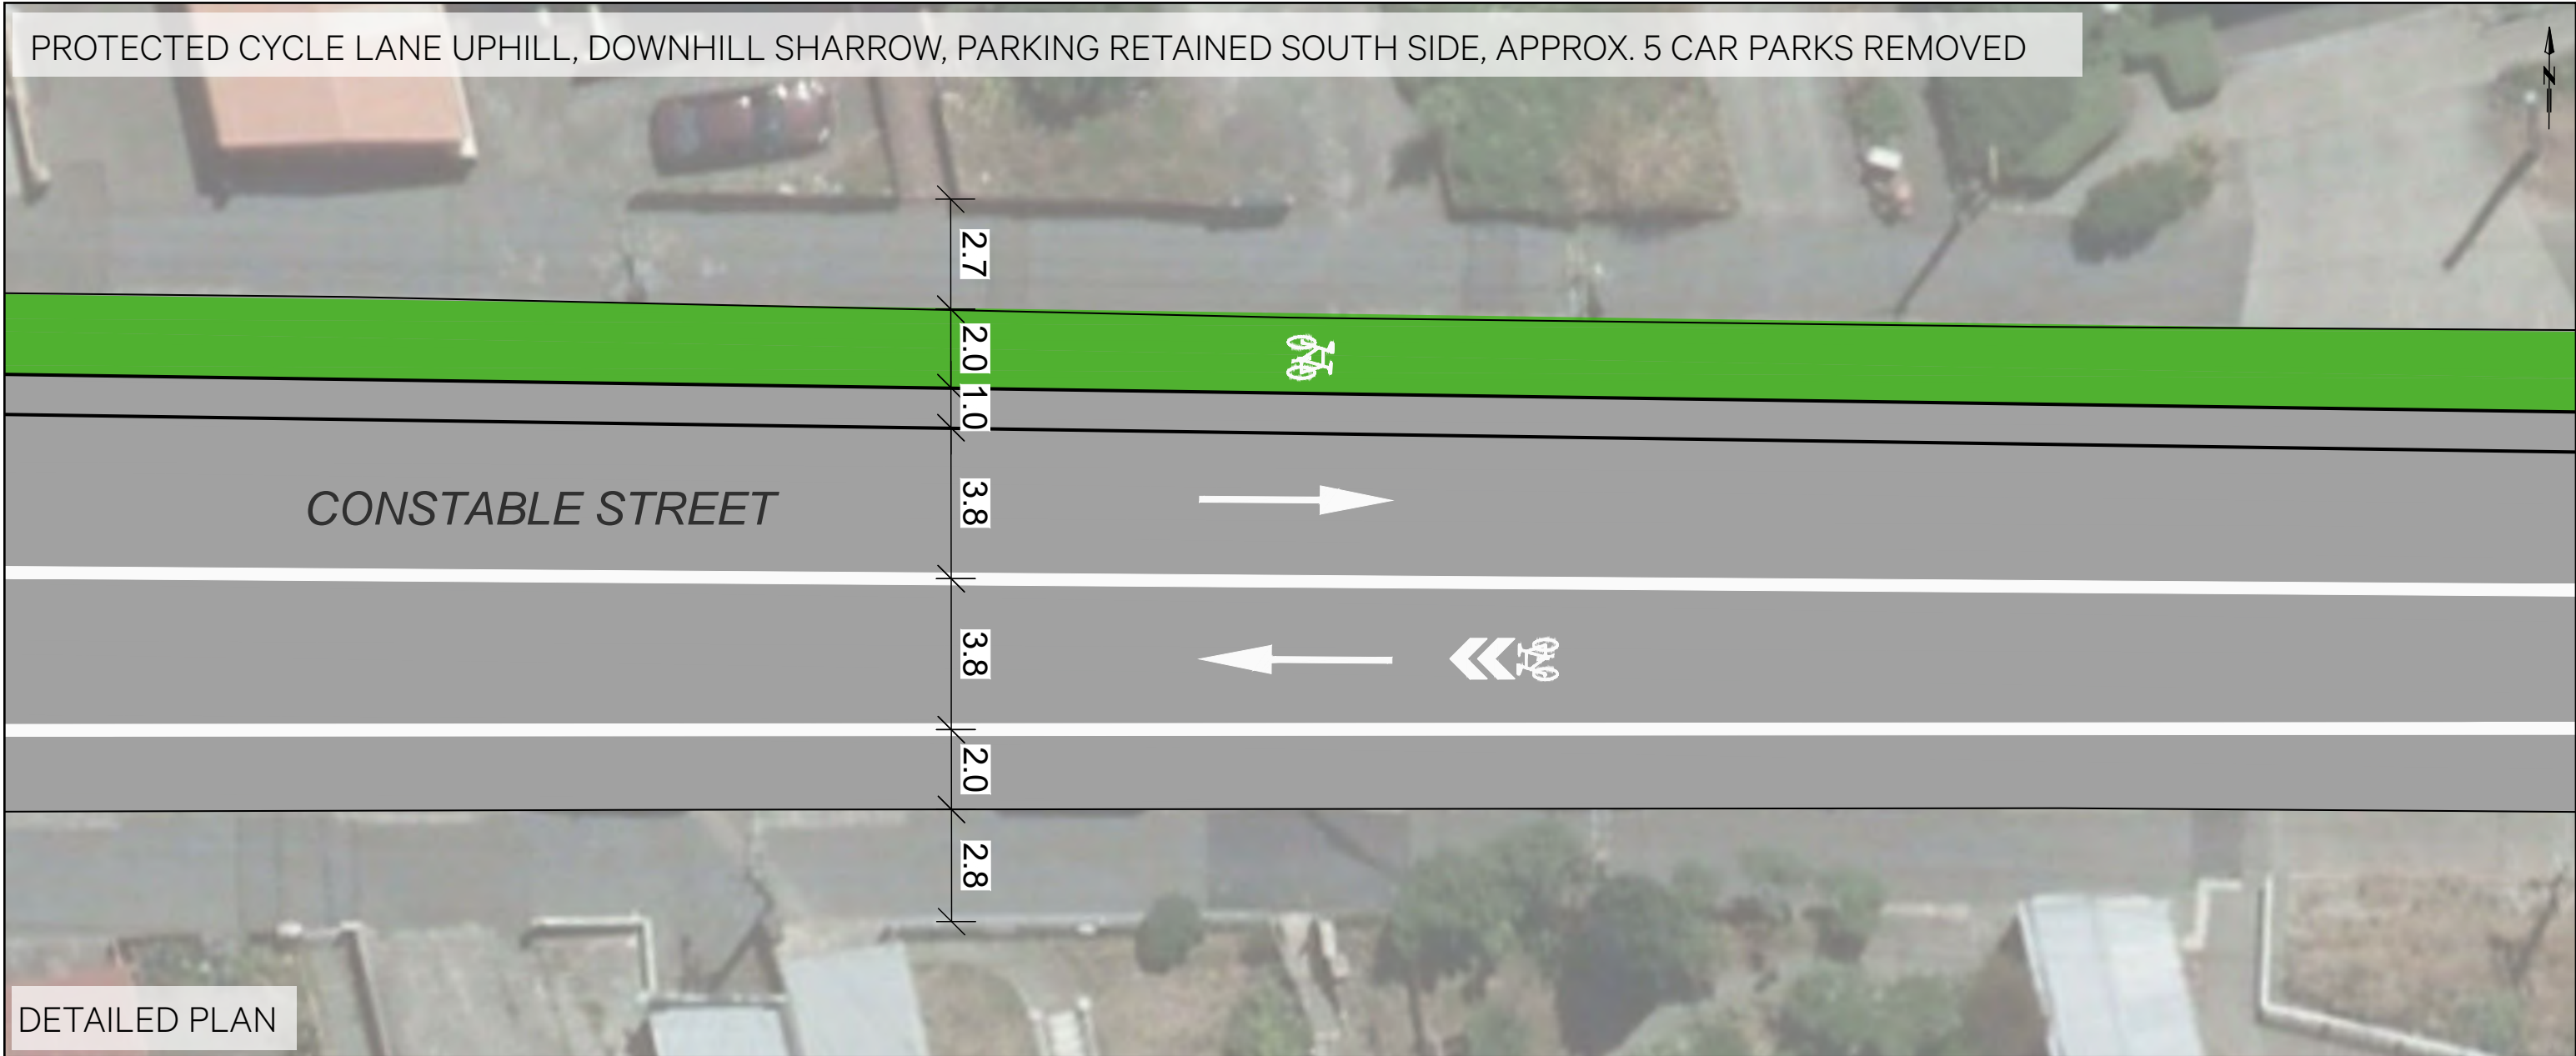 PROTECTED CYCLE LANE UPHILL, DOWNHILL SHARROW, PARKING RETAINED SOUTH SIDE, APPROX. 5 CAR PARKS REMOVED
N
2.7
2.0
1.0
CONSTABLE STREET
3.8
3.8
2.0
2.8
DETAILED PLAN